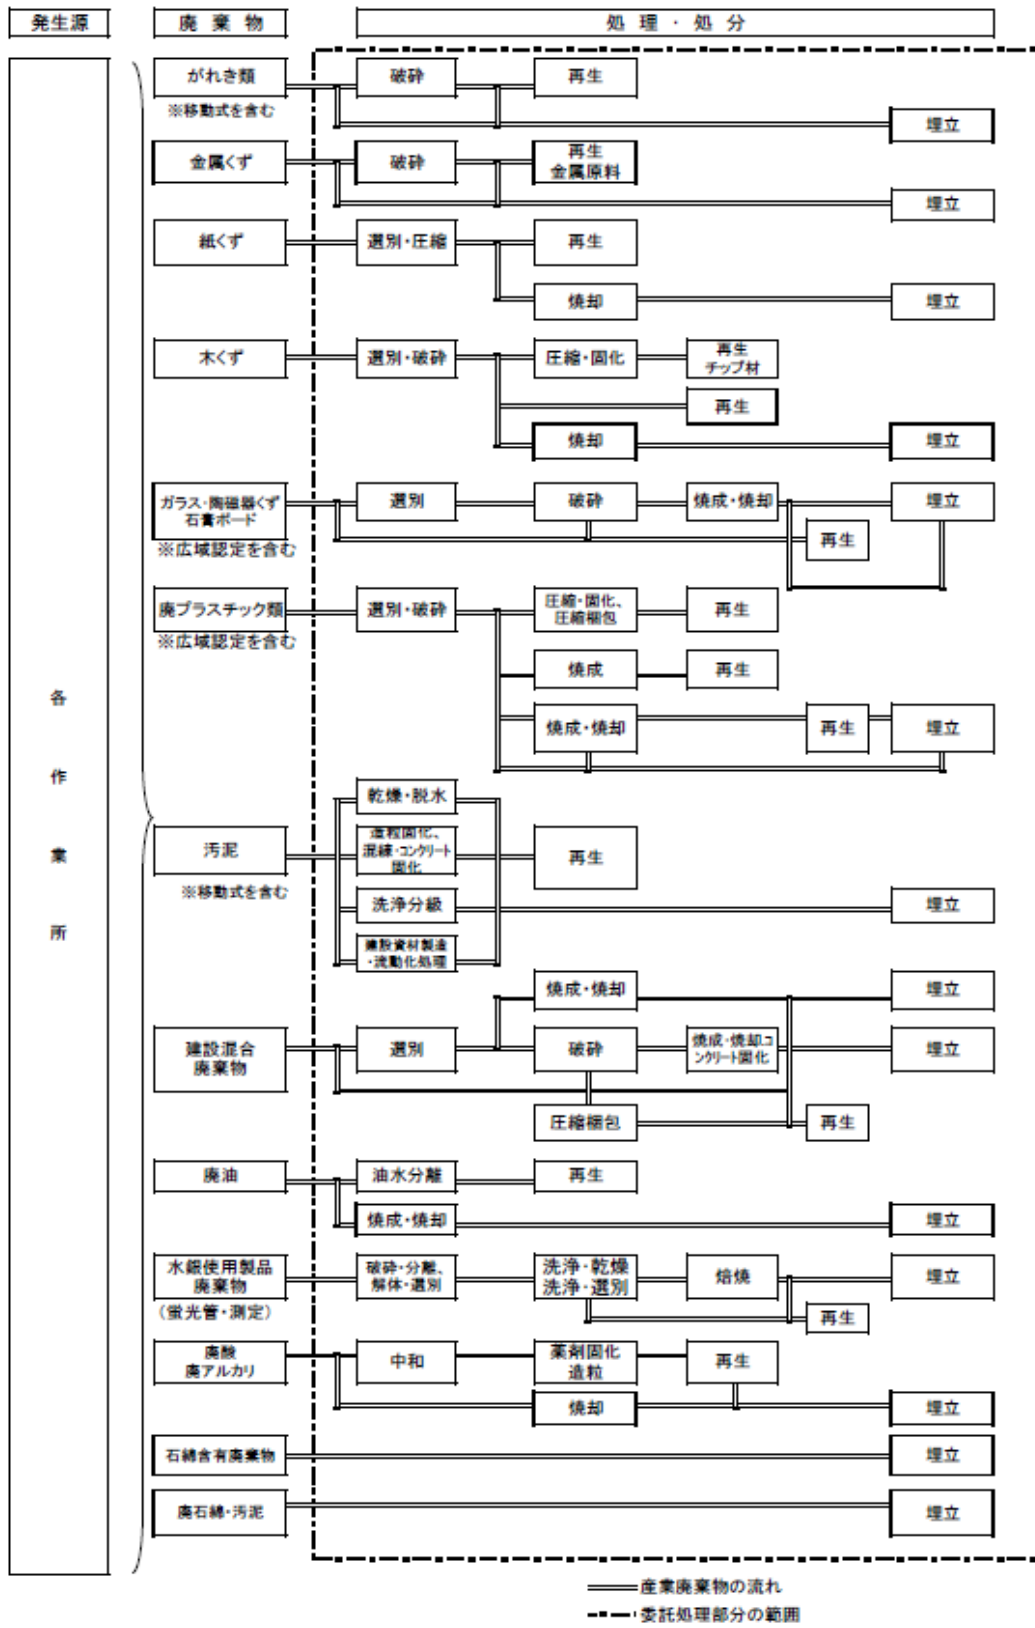 発生源
廃棄物
処理・処分
がれき類
破砕
再生
※移動式を含む
埋立
金属くず
破砕
再生
金属原料
埋立
紙くず
選別・圧縮
再生
焼却
埋立
木くず
選別・破砕
圧縮・固化
再生
チップ材
再生
焼却
埋立
ガラス・陶磁器くず
石膏ボード
選別
破砕
焼成・焼却
埋立
再生
※広域認定を含む
廃プラスチック類
選別・破砕
圧縮・固化、
圧縮梱包
再生
※広域認定を含む
焼成
再生
焼成・焼却
再生
埋立
各作業所
乾燥・脱水
汚泥
造粒固化、
混練・コンクリート
固化
再生
※移動式を含む
洗浄分級
埋立
建設資材製造
・流動化処理
焼成・焼却
埋立
建設混合
廃棄物
選別
破砕
焼成・焼却コ
ンクリート固化
埋立
圧縮梱包
再生
廃油
油水分離
再生
焼成・焼却
埋立
水銀使用製品
廃棄物
(蛍光管・測定)
破砕・分離、
解体・選別
洗浄・乾燥
洗浄・選別
焙焼
埋立
再生
廃酸
廃アルカリ
中和
薬剤固化
造粒
再生
焼却
埋立
石綿含有廃棄物
埋立
廃石綿・汚泥
埋立
産業廃棄物の流れ
委託処理部分の範囲